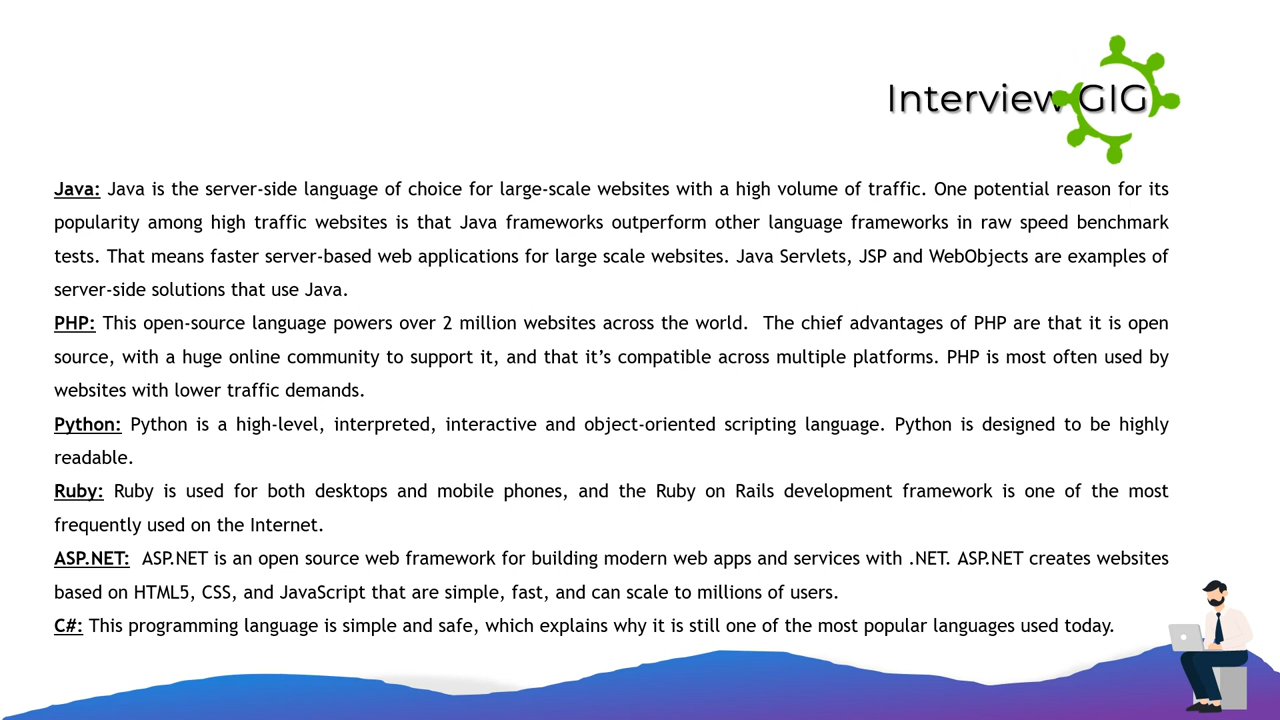 Interview GIG
Java: Java is the server-side language of choice for large-scale websites with a high volume of traffic. One potential reason for its
popularity among high traffic websites is that Java frameworks outperform other language frameworks in raw speed benchmark
tests. That means faster server-based web applications for large scale websites. Java Servlets, JSP and WebObjects are examples of
server-side solutions that use Java.
PHP: This open-source language powers over 2 million websites across the world.  The chief advantages of PHP are that it is open
source, with a huge online community to support it, and that it’s compatible across multiple platforms. PHP is most often used by
websites with lower traffic demands.
Python: Python is a high-level, interpreted, interactive and object-oriented scripting language. Python is designed to be highly
readable.
Ruby: Ruby is used for both desktops and mobile phones, and the Ruby on Rails development framework is one of the most
frequently used on the Internet.
ASP.NET:  ASP.NET is an open source web framework for building modern web apps and services with .NET. ASP.NET creates websites
based on HTML5, CSS, and JavaScript that are simple, fast, and can scale to millions of users.
C#: This programming language is simple and safe, which explains why it is still one of the most popular languages used today.